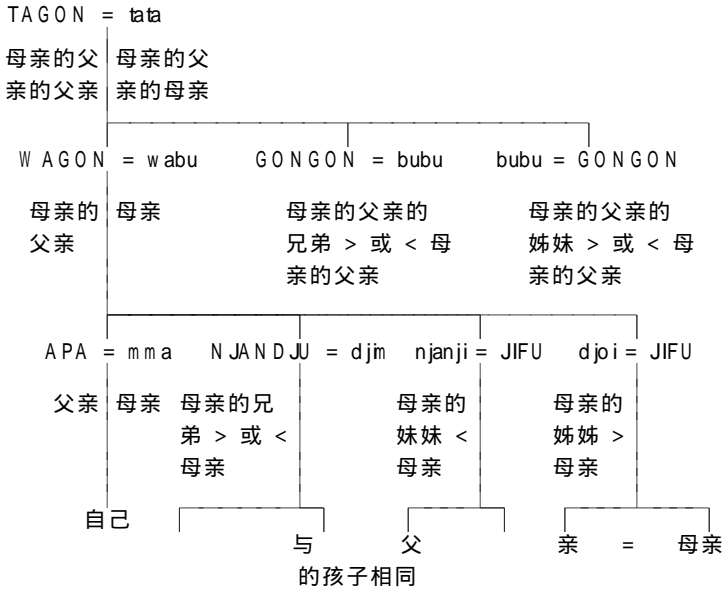 TAGON = tata
母亲的父 母亲的父
亲的父亲 亲的母亲
WAGON = wabu GONGON = bubu bubu = GONGON
母亲的 母亲 母亲的父亲的 母亲的父亲的
父亲 兄弟 > 或 < 母 姊妹 > 或 < 母
亲的父亲 亲的父亲
APA = mma NJANDJU = djim njanji = JIFU djoi = JIFU
父亲 母亲 母亲的兄 母亲的 母亲的
弟 > 或 < 妹妹 < 姊姊 >
母亲 母亲 母亲
自己
与 父 亲 = 母亲
的孩子相同